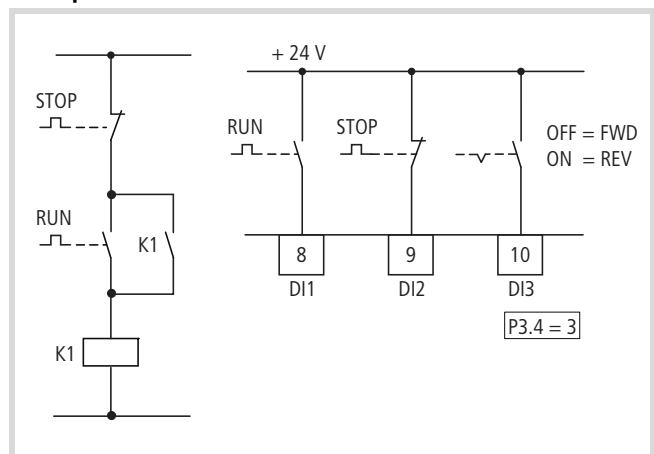 STOP
RUN
K1
K1
+ 24 V
RUN
STOP
OFF = FWD
ON = REV
8
9
10
DI1
DI2
DI3
P3.4 = 3